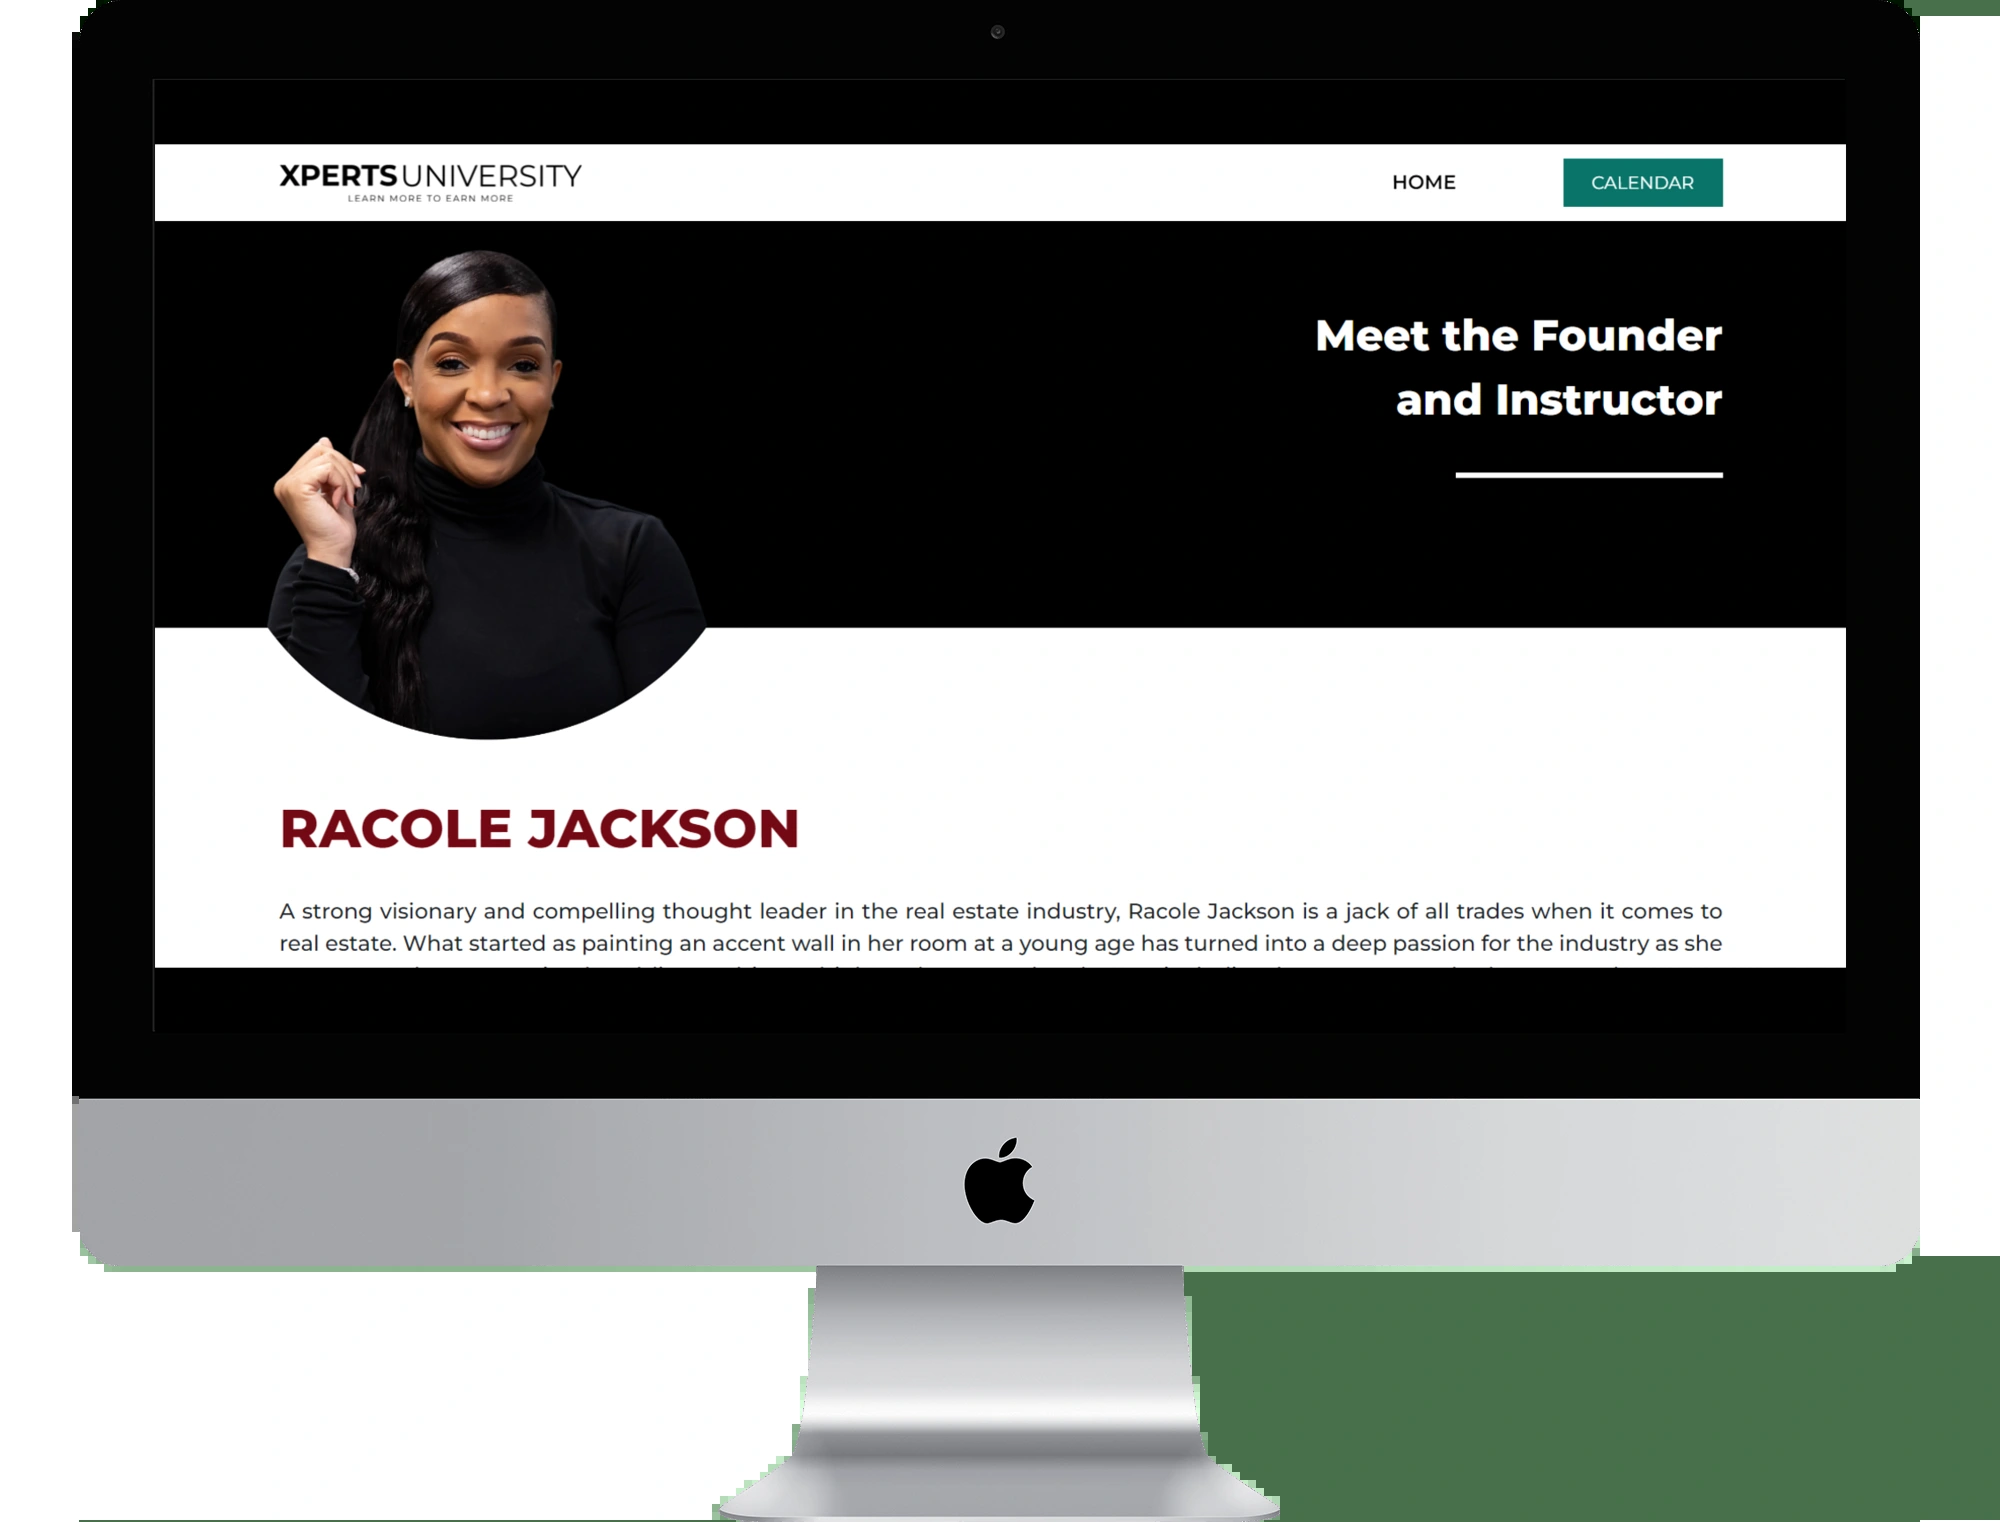 XPERTS UNIVERSITY
LEARN MORE TO EARN MORE
HOME
CALENDAR
Meet the Founder
and Instructor
RACOLE JACKSON
A strong visionary and compelling thought leader in the real estate industry, Racole Jackson is a jack of all trades when it comes to
real estate. What started as painting an accent wall in her room at a young age has turned into a deep passion for the industry as she